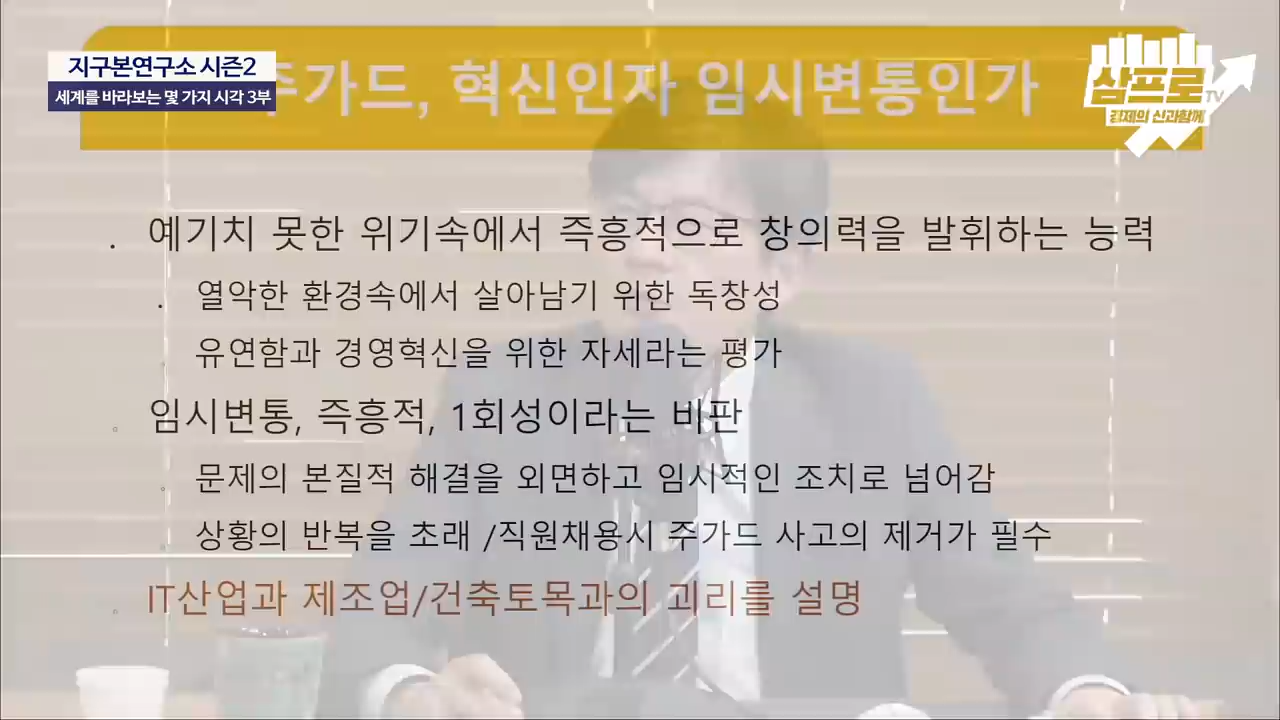 지구본연구소 시즌2
세계를 바라보는 몇 가지 시각 3부
주가드, 혁신인자 임시변통인가
삼프로TV
경제의 신과함께
. 예기치 못한 위기속에서 즉흥적으로 창의력을 발휘하는 능력
. 열악한 환경속에서 살아남기 위한 독창성
유연함과 경영혁신을 위한 자세라는 평가
임시변통, 즉흥적, 1회성이라는 비판
문제의 본질적 해결을 외면하고 임시적인 조치로 넘어감
상황의 반복을 초래 /직원채용시 주가드 사고의 제거가 필수
IT산업과 제조업/건축토목과의 괴리를 설명